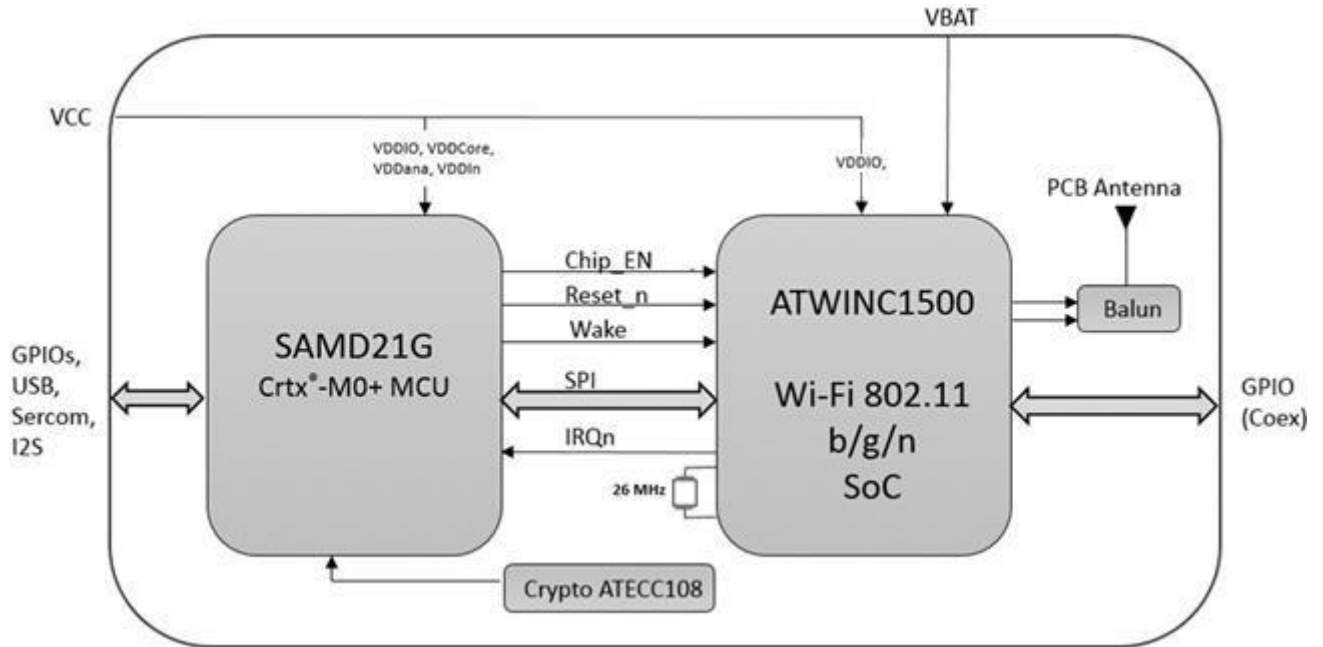 VBAT
VCC
VDDIO, VDDCore,
VDDana, VDDIn
VDDIO,
PCB Antenna
Chip_EN
Reset_n
Wake
SPI
IRQn
26 MHz
SAMD21G
Crtx®-M0+ MCU
ATWINC1500
Wi-Fi 802.11
b/g/n
SoC
Balun
GPIOs,
USB,
Sercom,
I2S
GPIO
(Coex)
Crypto ATECC108